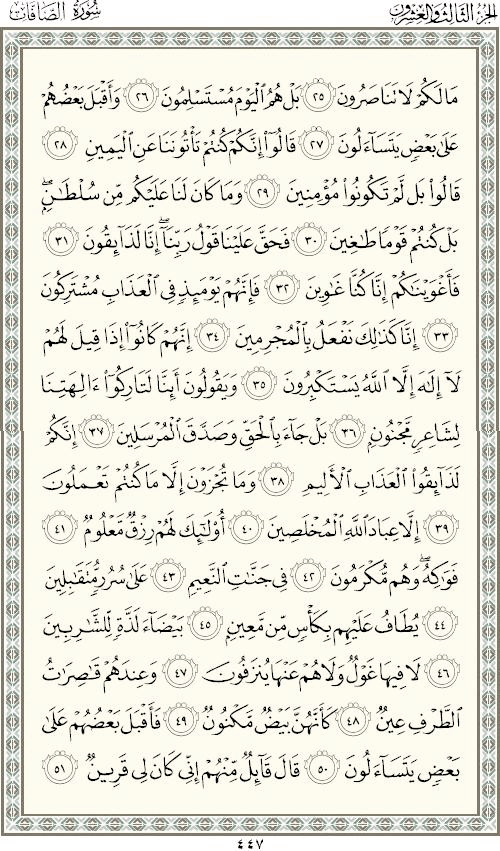 الجزء الثالث والعشرون
سورة الصافات
مَا لَكُمْ لَا تَنَاصَرُونَ ٢٥ بَلْ هُمُ ٱلْيَوْمَ مُسْتَسْلِمُونَ ٢٦ وَأَقْبَلَ بَعْضُهُمْ
عَلَىٰ بَعْضٍ يَتَسَآءَلُونَ ٢٧ قَالُوٓا۟ إِنَّكُمْ كُنتُمْ تَأْتُونَنَا عَنِ ٱلْيَمِينِ ٢٨
قَالُوا۟ بَل لَّمْ تَكُونُوا۟ مُؤْمِنِينَ ٢٩ وَمَا كَانَ لَنَا عَلَيْكُم مِّن سُلْطَٰنٍۭ ۖ
بَلْ كُنتُمْ قَوْمًا طَٰغِينَ ٣٠ فَحَقَّ عَلَيْنَا قَوْلُ رَبِّنَآ ۖ إِنَّا لَذَآئِقُونَ ٣١
فَأَغْوَيْنَٰكُمْ إِنَّا كُنَّا غَٰوِينَ ٣٢ فَإِنَّهُمْ يَوْمَئِذٍ فِى ٱلْعَذَابِ مُشْتَرِكُونَ
٣٣ إِنَّا كَذَٰلِكَ نَفْعَلُ بِٱلْمُجْرِمِينَ ٣٤ إِنَّهُمْ كَانُوٓا۟ إِذَا قِيلَ لَهُمْ
لَآ إِلَٰهَ إِلَّا ٱللَّهُ يَسْتَكْبِرُونَ ٣٥ وَيَقُولُونَ أَئِنَّا لَتَارِكُوٓا۟ ءَالِهَتِنَا
لِشَاعِرٍ مَّجْنُونٍۭ ٣٦ بَلْ جَآءَ بِٱلْحَقِّ وَصَدَّقَ ٱلْمُرْسَلِينَ ٣٧ إِنَّكُمْ
لَذَآئِقُوا۟ ٱلْعَذَابِ ٱلْأَلِيمِ ٣٨ وَمَا تُجْزَوْنَ إِلَّا مَا كُنتُمْ تَعْمَلُونَ
٣٩ إِلَّا عِبَادَ ٱللَّهِ ٱلْمُخْلَصِينَ ٤٠ أُو۟لَٰٓئِكَ لَهُمْ رِزْقٌ مَّعْلُومٌ ٤١
فَوَٰكِهُ ۖ وَهُم مُّكْرَمُونَ ٤٢ فِى جَنَّٰتِ ٱلنَّعِيمِ ٤٣ عَلَىٰ سُرُرٍ مُّتَقَٰبِلِينَ
٤٤ يُطَافُ عَلَيْهِم بِكَأْسٍ مِّن مَّعِينٍۭ ٤٥ بَيْضَآءَ لَذَّةٍ لِّلشَّٰرِبِينَ
٤٦ لَا فِيهَا غَوْلٌ وَلَا هُمْ عَنْهَا يُنزَفُونَ ٤٧ وَعِندَهُمْ قَٰصِرَٰتُ
ٱلطَّرْفِ عِينٌ ٤٨ كَأَنَّهُنَّ بَيْضٌ مَّكْنُونٌ ٤٩ فَأَقْبَلَ بَعْضُهُمْ عَلَىٰ
بَعْضٍ يَتَسَآءَلُونَ ٥٠ قَالَ قَآئِلٌ مِّنْهُمْ إِنِّى كَانَ لِى قَرِينٌ ٥١
٤٤٧